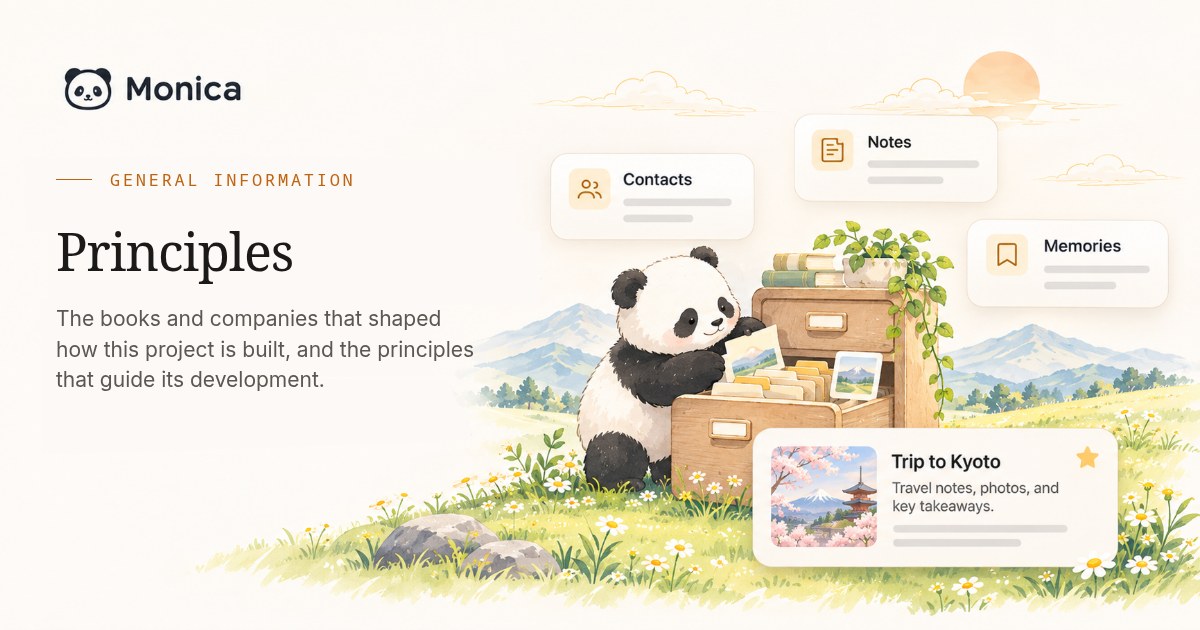 Monica
GENERAL INFORMATION
Principles
The books and companies that shaped
how this project is built, and the principles
that guide its development.
Contacts
Notes
Memories
Trip to Kyoto
Travel notes, photos, and
key takeaways.